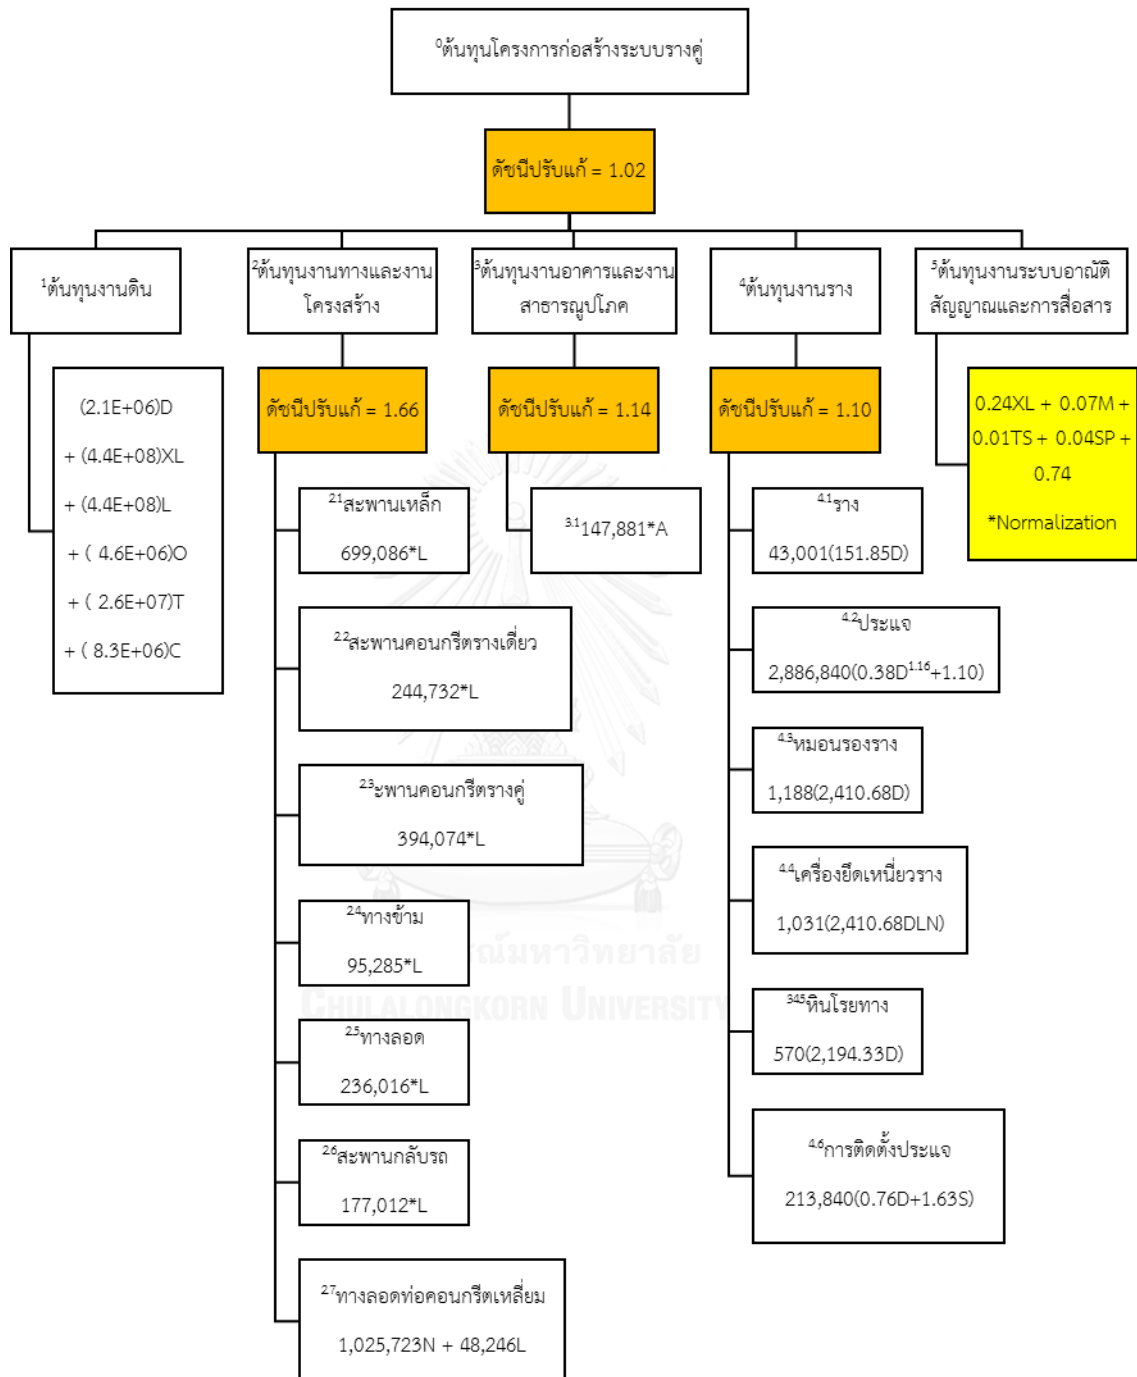 ⁰ต้นทุนโครงการก่อสร้างระบบรางคู่
ดัชนีปรับแก้ = 1.02
¹ต้นทุนงานดิน
(2.1E+06)D
+ (4.4E+08)XL
+ (4.4E+08)L
+ ( 4.6E+06)O
+ ( 2.6E+07)T
+ ( 8.3E+06)C
²ต้นทุนงานทางและงาน
โครงสร้าง
ดัชนีปรับแก้ = 1.66
²¹สะพานเหล็ก
699,086*L
²²สะพานคอนกรีตรางเดี่ยว
244,732*L
²³ะพานคอนกรีตรางคู่
394,074*L
²⁴ทางข้าม
95,285*L
²⁵ทางลอด
236,016*L
²⁶สะพานกลับรถ
177,012*L
²⁷ทางลอดท่อคอนกรีตเหลี่ยม
1,025,723N + 48,246L
³ต้นทุนงานอาคารและงาน
สาธารณูปโภค
ดัชนีปรับแก้ = 1.14
³·¹147,881*A
⁴ต้นทุนงานราง
ดัชนีปรับแก้ = 1.10
⁴·¹ราง
43,001(151.85D)
⁴·²ประแจ
2,886,840(0.38D¹·¹⁶+1.10)
⁴·³หมอนรองราง
1,188(2,410.68D)
⁴⁴เครื่องยึดเหนี่ยวราง
1,031(2,410.68DLN)
³⁴⁵หินโรยทาง
570(2,194.33D)
⁴·⁶การติดตั้งประแจ
213,840(0.76D+1.63S)
⁵ต้นทุนงานระบบอาณัติ
สัญญาณและการสื่อสาร
0.24XL + 0.07M +
0.01TS + 0.04SP +
0.74
*Normalization
ณ์มหาวิทยาลัย
CHULALONGKORN UNIVERSITY